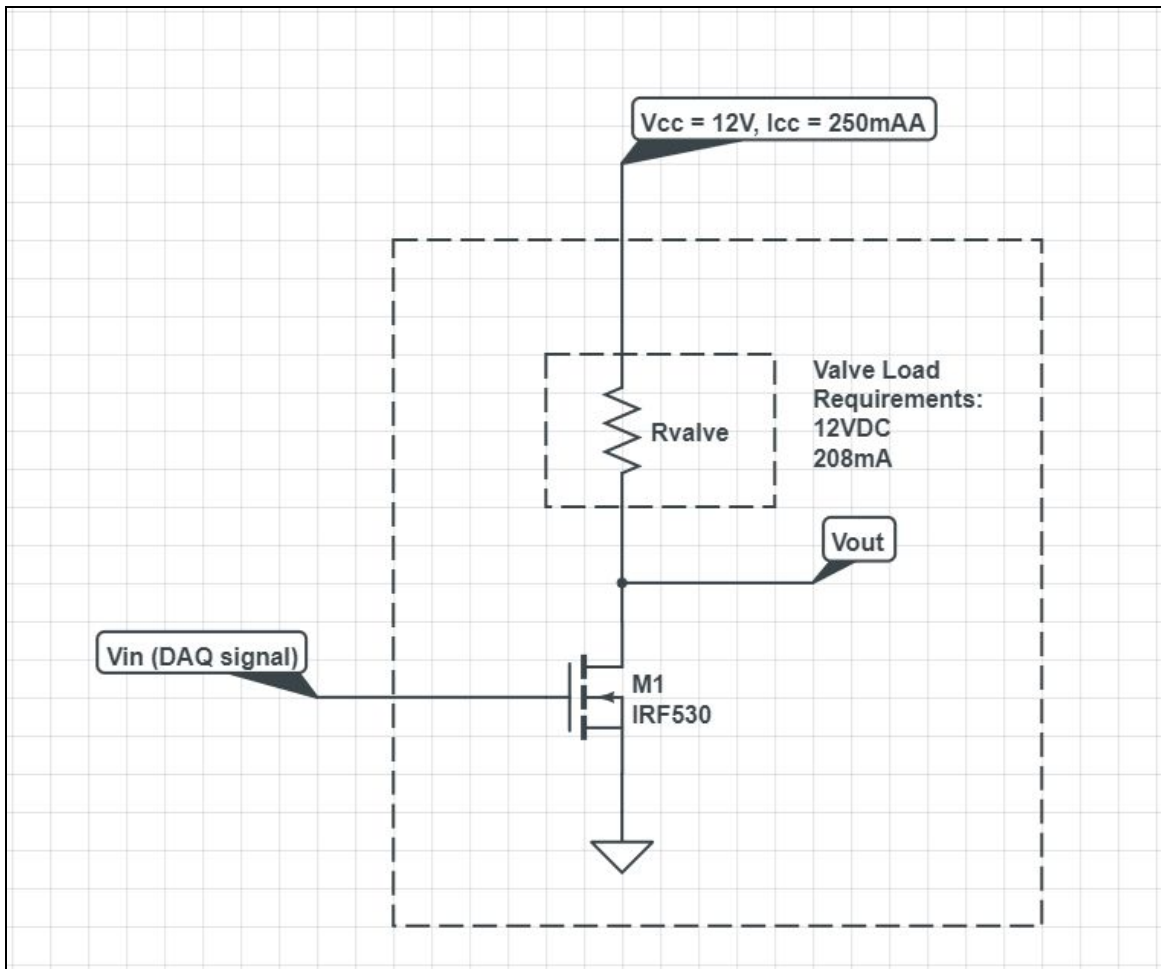 Vcc = 12V, Icc = 250mAA
Valve Load
Requirements:
12VDC
208mA
Rvalve
Vout
Vin (DAQ signal)
M1
IRF530